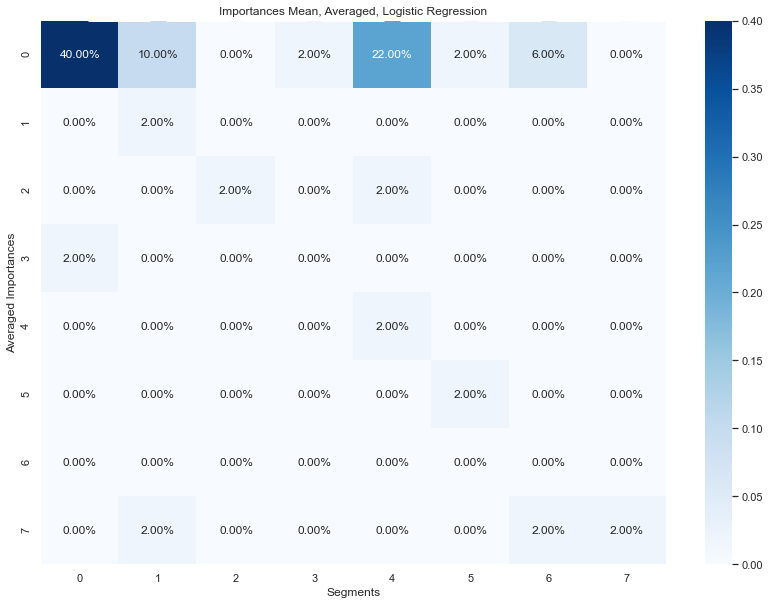 Importances Mean, Averaged, Logistic Regression
0 40.00% 10.00% 0.00% 2.00% 22.00% 2.00% 6.00% 0.00%
1 0.00% 2.00% 0.00% 0.00% 0.00% 0.00% 0.00% 0.00%
2 0.00% 0.00% 2.00% 0.00% 2.00% 0.00% 0.00% 0.00%
3 2.00% 0.00% 0.00% 0.00% 0.00% 0.00% 0.00% 0.00%
4 0.00% 0.00% 0.00% 0.00% 2.00% 0.00% 0.00% 0.00%
5 0.00% 0.00% 0.00% 0.00% 0.00% 2.00% 0.00% 0.00%
6 0.00% 0.00% 0.00% 0.00% 0.00% 0.00% 0.00% 0.00%
7 0.00% 2.00% 0.00% 0.00% 0.00% 0.00% 2.00% 2.00%
0 1 2 3 4 5 6 7
Segments
Averaged Importances
0.40
0.35
0.30
0.25
0.20
0.15
0.10
0.05
0.00